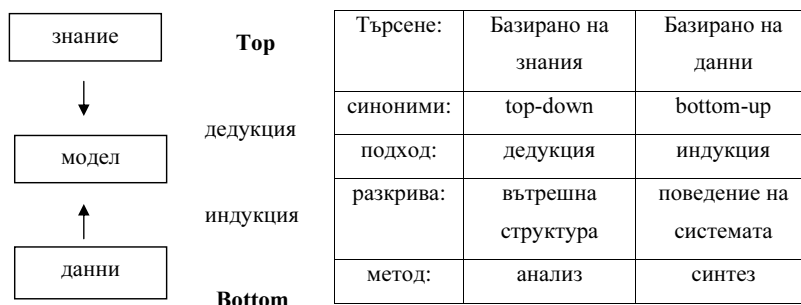 знание
Top
дедукция
модел
индукция
данни
Bottom
Търсене: Базирано на Базирано на
знания данни
синоними: top-down bottom-up
подход: дедукция индукция
разкрива: вътрешна поведение на
структура системата
метод: анализ синтез